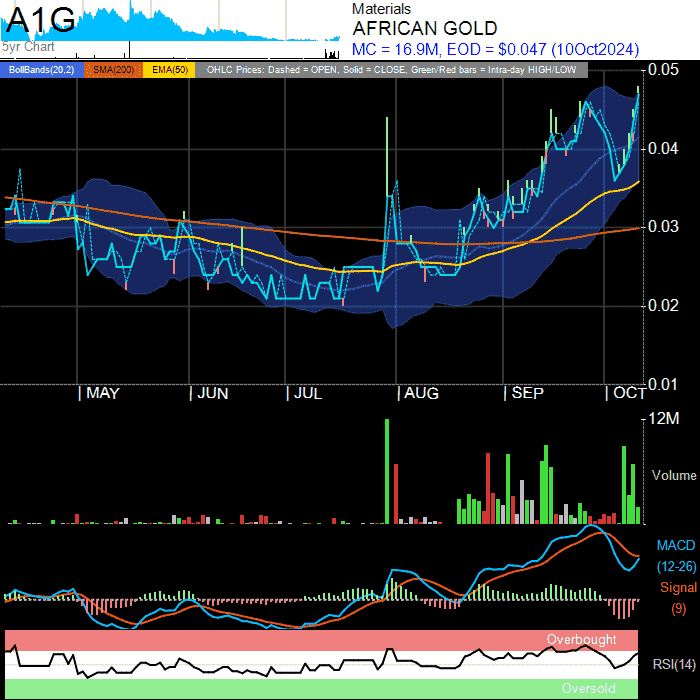 A1G
5yr Chart
Materials
AFRICAN GOLD
MC = 16.9M, EOD = $0.047 (10Oct2024)
BollBands(20,2) SMA(200) EMA(50) OHLC Prices: Dashed = OPEN, Solid = CLOSE, Green/Red bars = Intra-day HIGH/LOW
0.05
0.04
0.03
0.02
0.01
| MAY | JUN | JUL | AUG | SEP | OCT
12M
Volume
MACD
(12-26)
Signal
(9)
Overbought
RSI(14)
Oversold